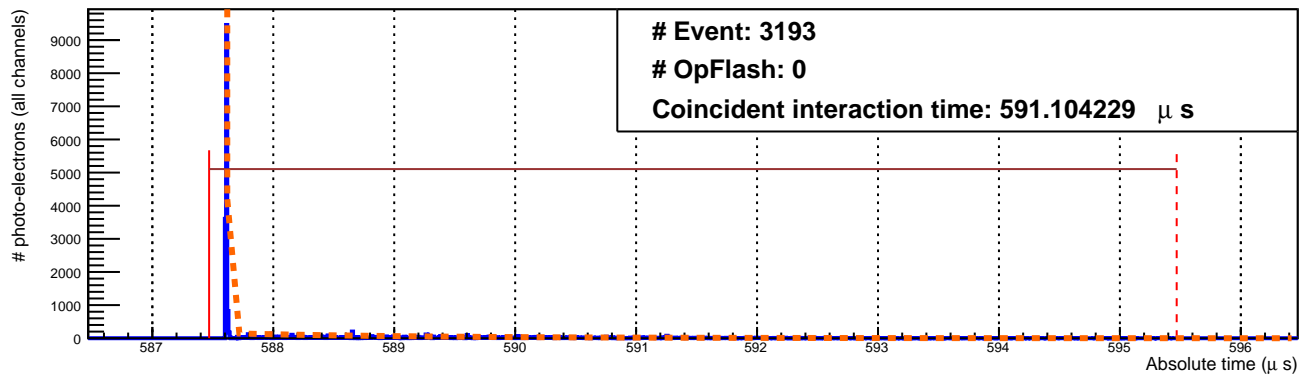 # Event: 3193
# OpFlash: 0
Coincident interaction time: 591.104229 μ s
# photo-electrons (all channels)
9000
8000
7000
6000
5000
4000
3000
2000
1000
0
587 588 589 590 591 592 593 594 595 596
Absolute time (μ s)